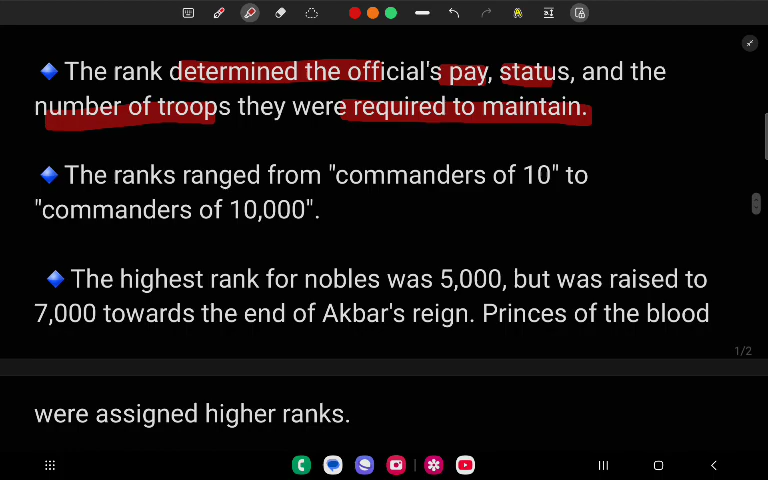 The rank determined the official's pay, status, and the
number of troops they were required to maintain.
The ranks ranged from "commanders of 10" to
"commanders of 10,000".
The highest rank for nobles was 5,000, but was raised to
7,000 towards the end of Akbar's reign. Princes of the blood
1/2
were assigned higher ranks.